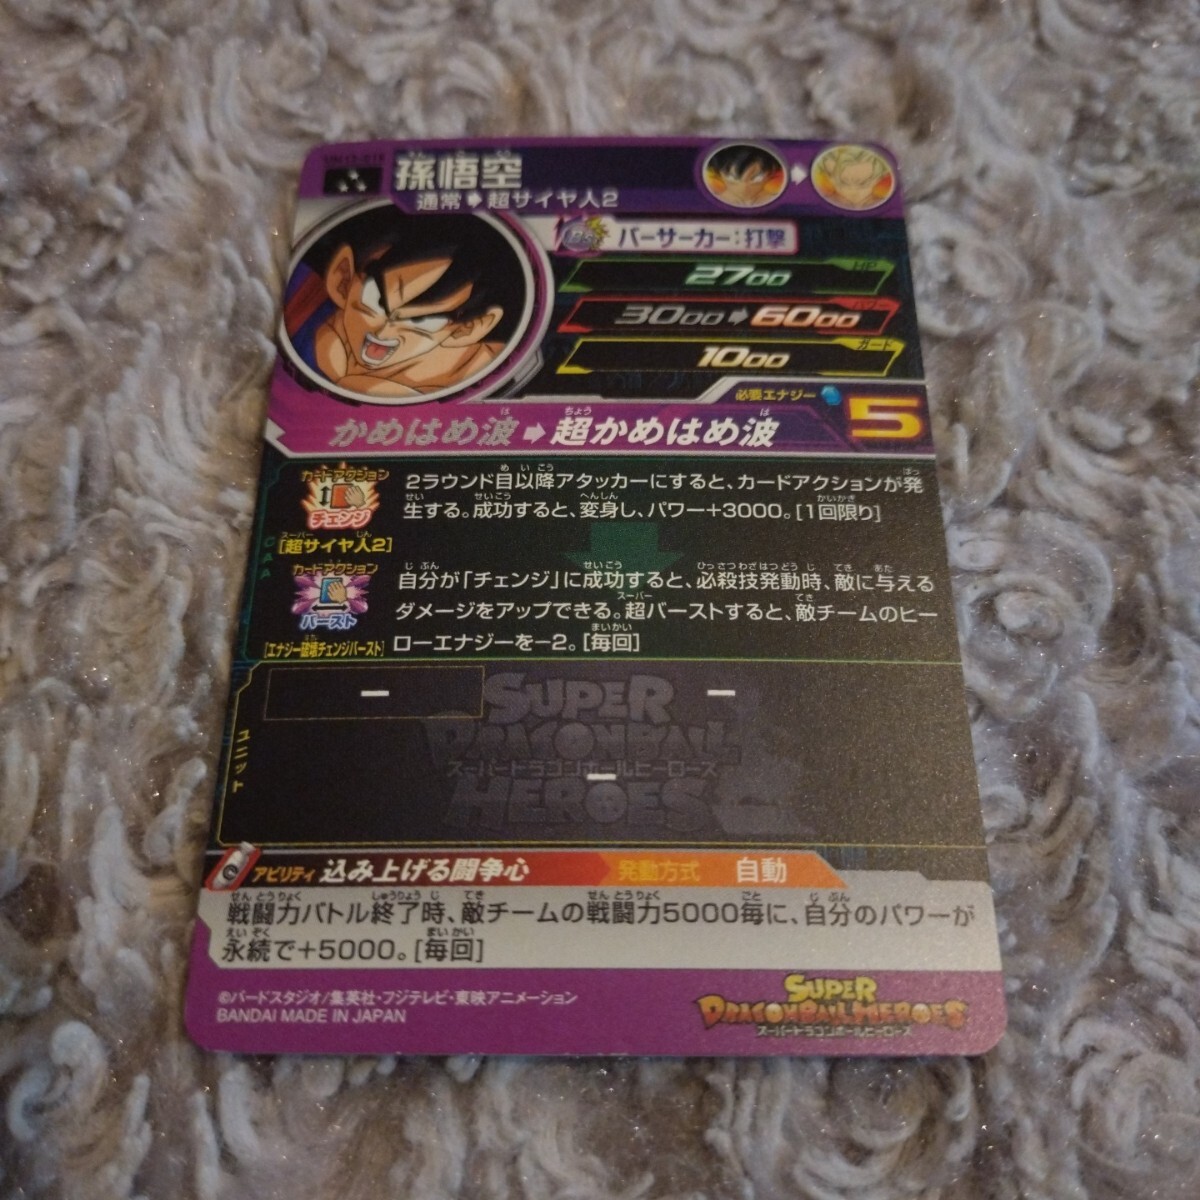 孫悟空
通常➡超サイヤ人2
バーサーカー：打撃
HP
2700
パワー
3000➡6000
ガード
1000
必要エナジー
5
かめはめ波➡超かめはめ波
カードアクション
チェンジ
[超サイヤ人2]
2ラウンド目以降アタッカーにすると、カードアクションが発
生する。成功すると、変身し、パワー+3000。[1回限り]
CAA
カードアクション
バースト
[エナジー破壊チェンジバースト]
自分が「チェンジ」に成功すると、必殺技発動時、敵に与える
ダメージをアップできる。超バーストすると、敵チームのヒー
ローエナジーを−2。[毎回]
ユニット
−
−
−
SUPER
DRAGONBALL
スーパードラゴンボールヒーローズ
HEROES
アビリティ 込み上げる闘争心
発動方式 自動
戦闘力バトル終了時、敵チームの戦闘力5000毎に、自分のパワーが
永続で+5000。[毎回]
©バードスタジオ/集英社・フジテレビ・東映アニメーション
BANDAI MADE IN JAPAN
SUPER
DRAGONBALL HEROES
スーパードラゴンボールヒーローズ